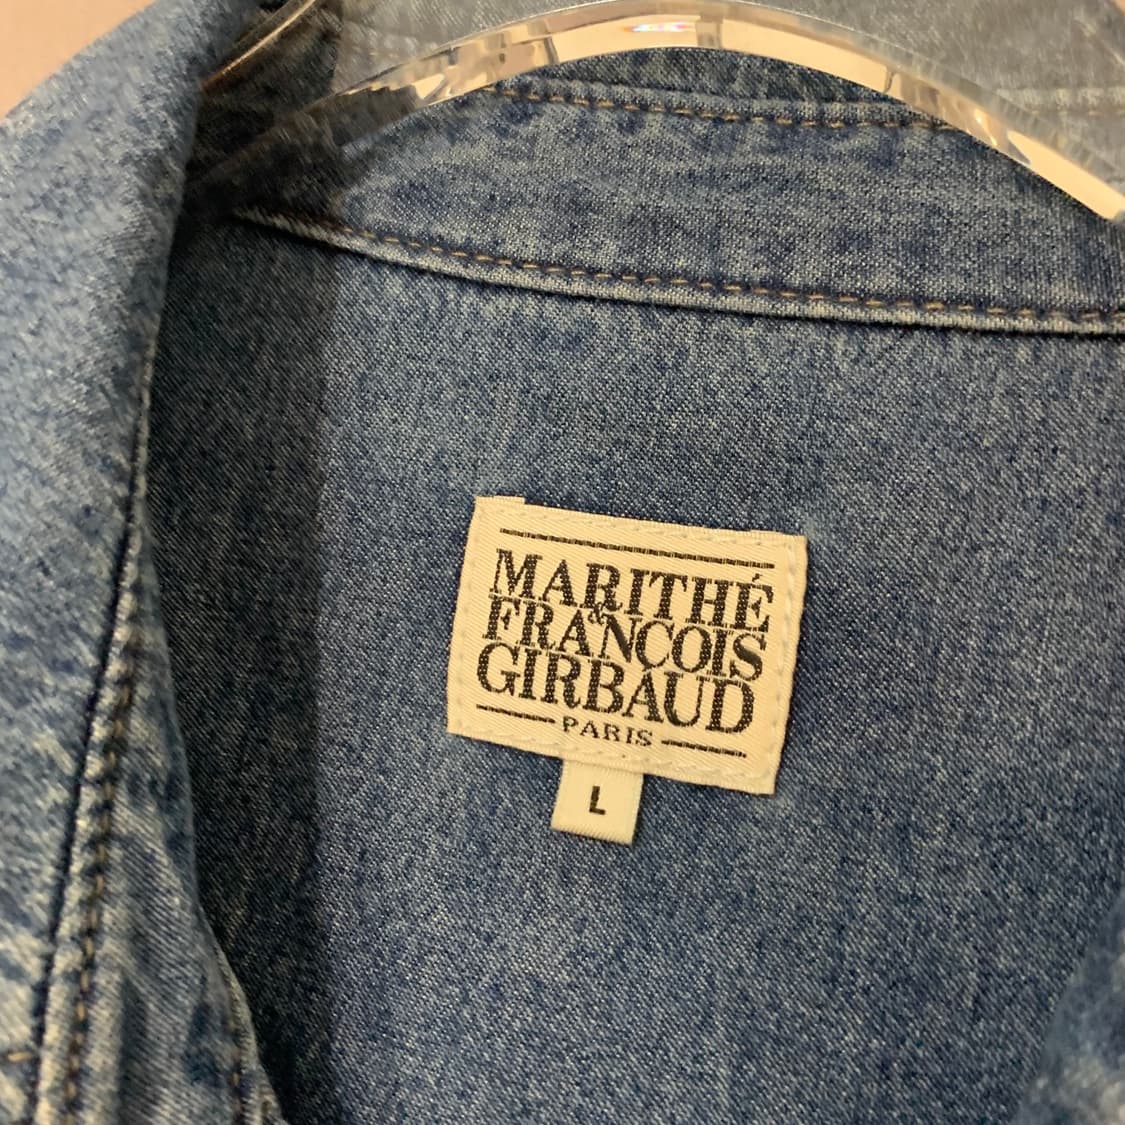 MARITHÉ
&
FRANÇOIS
GIRBAUD
PARIS
L